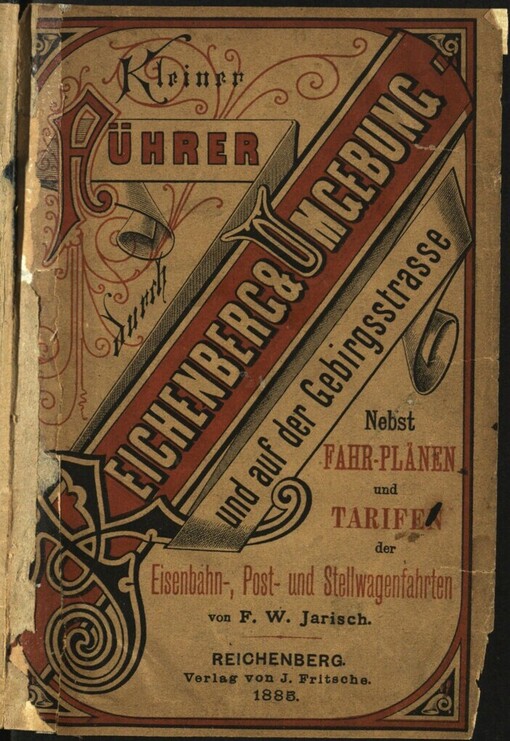 Kleiner
FÜHRER
durch
REICHENBERG & UMGEBUNG
und auf der Gebirgsstrasse
Nebst
FAHR-PLÄNEN
und
TARIFEN
der
Eisenbahn-, Post- und Stellwagenfahrten
von F. W. Jarisch.
REICHENBERG.
Verlag von J. Fritsche.
1885.